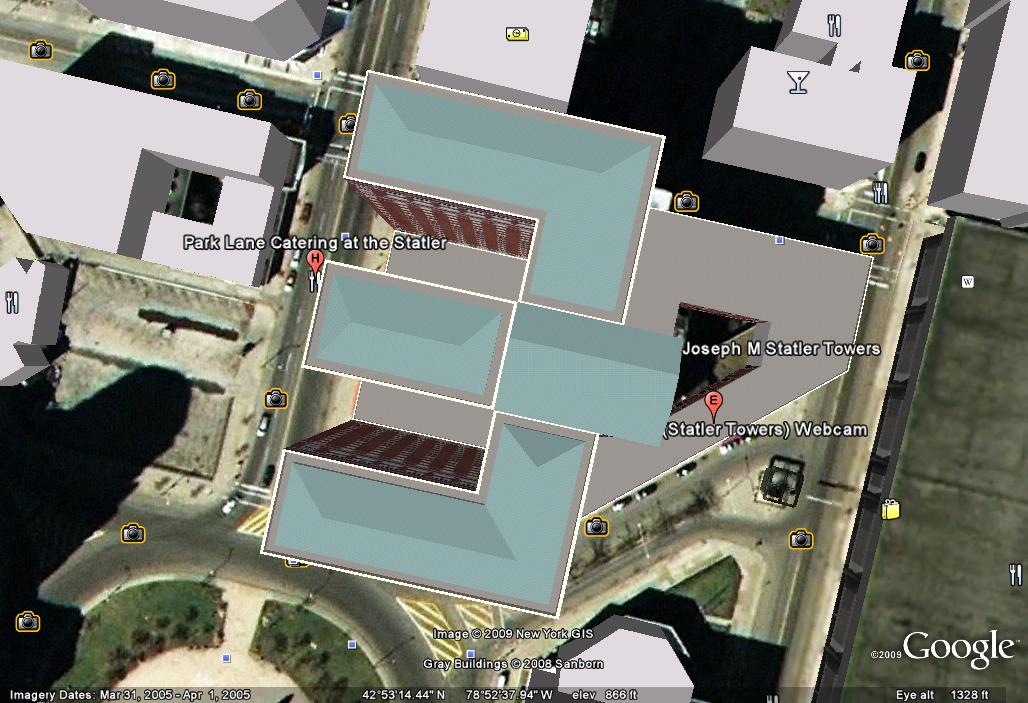 Park Lane Catering at the Statler
H
Joseph M Statler Towers
E
(Statler Towers) Webcam
W
Image © 2009 New York GIS
Gray Buildings © 2008 Sanborn
©2009 Google™
Imagery Dates: Mar 31, 2005 - Apr 1, 2005 42°53'14.44" N 78°52'37.94" W elev 866 ft Eye alt 1328 ft